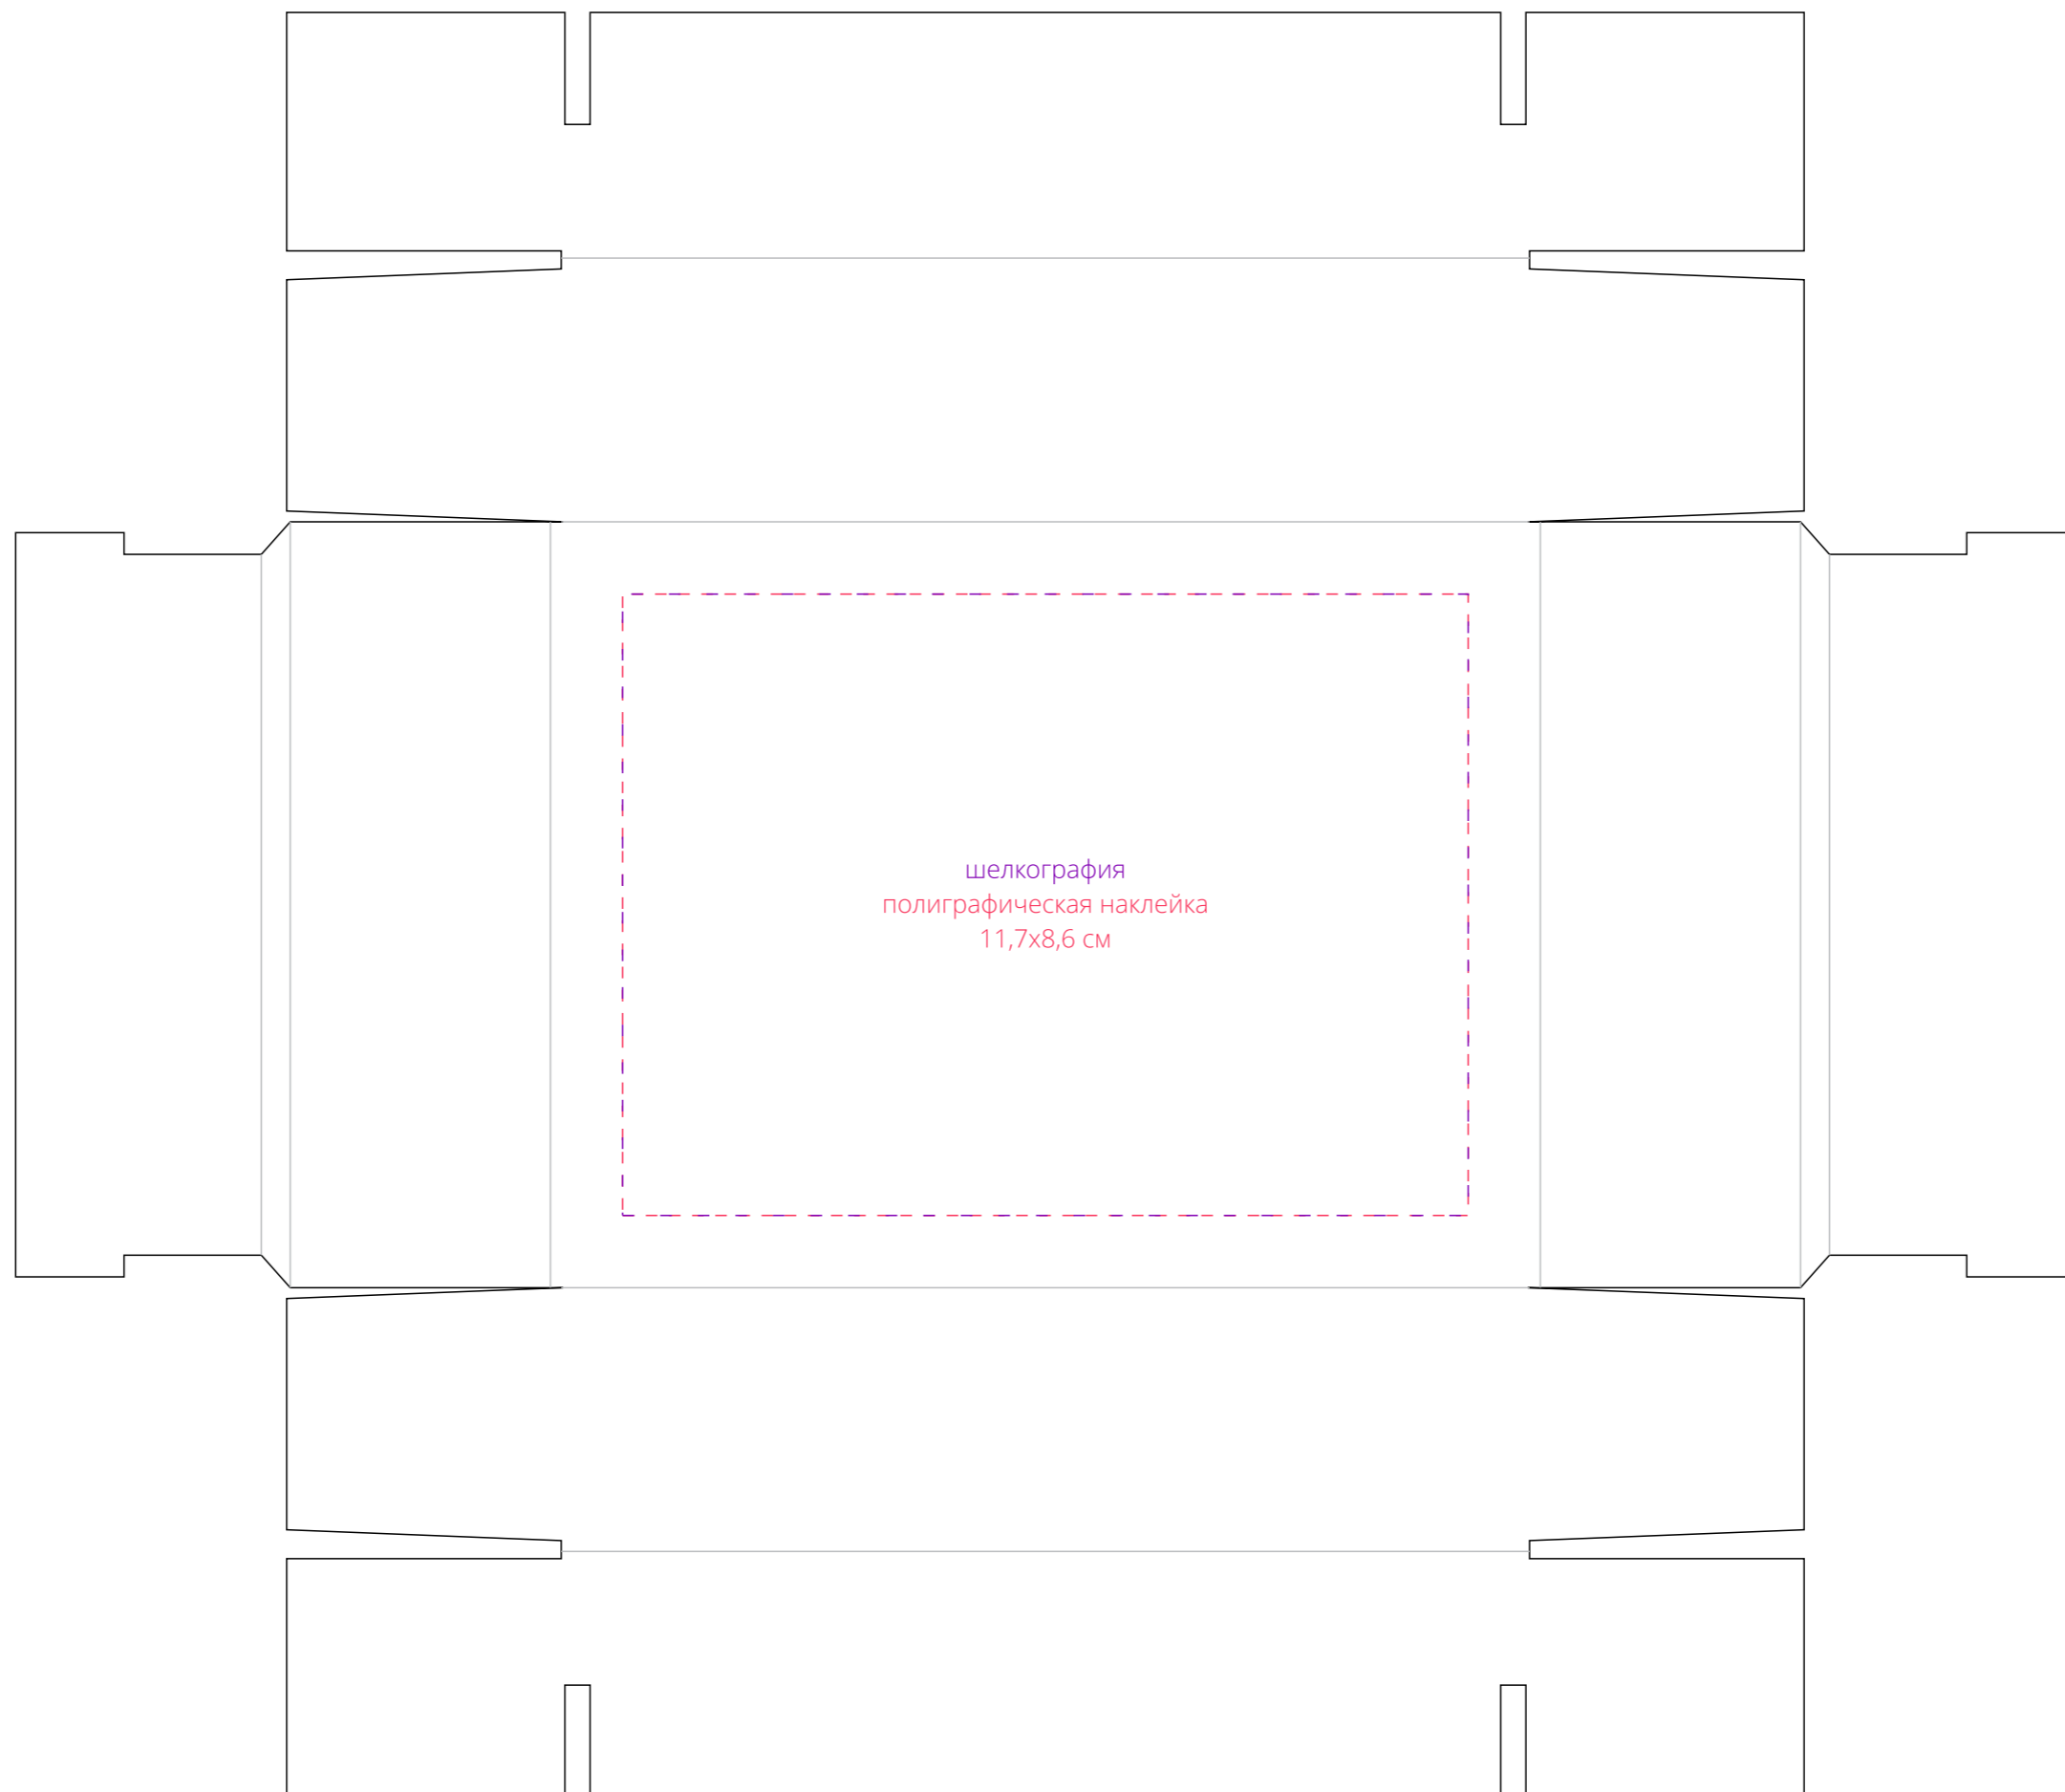 шелкография
полиграфическая наклейка
11,7х8,6 см